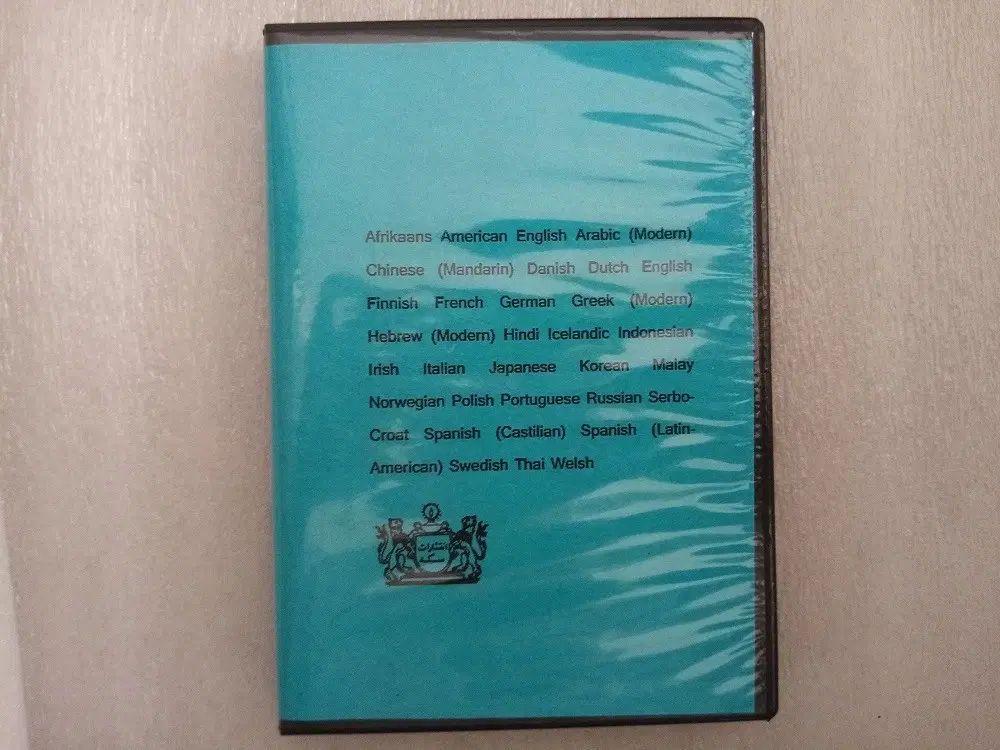 Afrikaans American English Arabic (Modern)
Chinese (Mandarin) Danish Dutch English
Finnish French German Greek (Modern)
Hebrew (Modern) Hindi Icelandic Indonesian
Irish Italian Japanese Korean Malay
Norwegian Polish Portuguese Russian Serbo-
Croat Spanish (Castilian) Spanish (Latin-
American) Swedish Thai Welsh
انتشارات